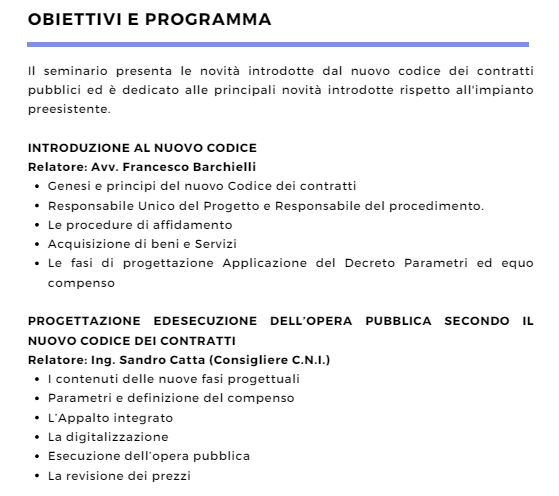 OBIETTIVI E PROGRAMMA
Il seminario presenta le novità introdotte dal nuovo codice dei contratti
pubblici ed è dedicato alle principali novità introdotte rispetto all'impianto
preesistente.
INTRODUZIONE AL NUOVO CODICE
Relatore: Avv. Francesco Barchielli
• Genesi e principi del nuovo Codice dei contratti
• Responsabile Unico del Progetto e Responsabile del procedimento.
• Le procedure di affidamento
• Acquisizione di beni e Servizi
• Le fasi di progettazione Applicazione del Decreto Parametri ed equo
compenso
PROGETTAZIONE EDESECUZIONE DELL'OPERA PUBBLICA SECONDO IL
NUOVO CODICE DEI CONTRATTI
Relatore: Ing. Sandro Catta (Consigliere C.N.I.)
• I contenuti delle nuove fasi progettuali
• Parametri e definizione del compenso
• L'Appalto integrato
• La digitalizzazione
• Esecuzione dell'opera pubblica
• La revisione dei prezzi